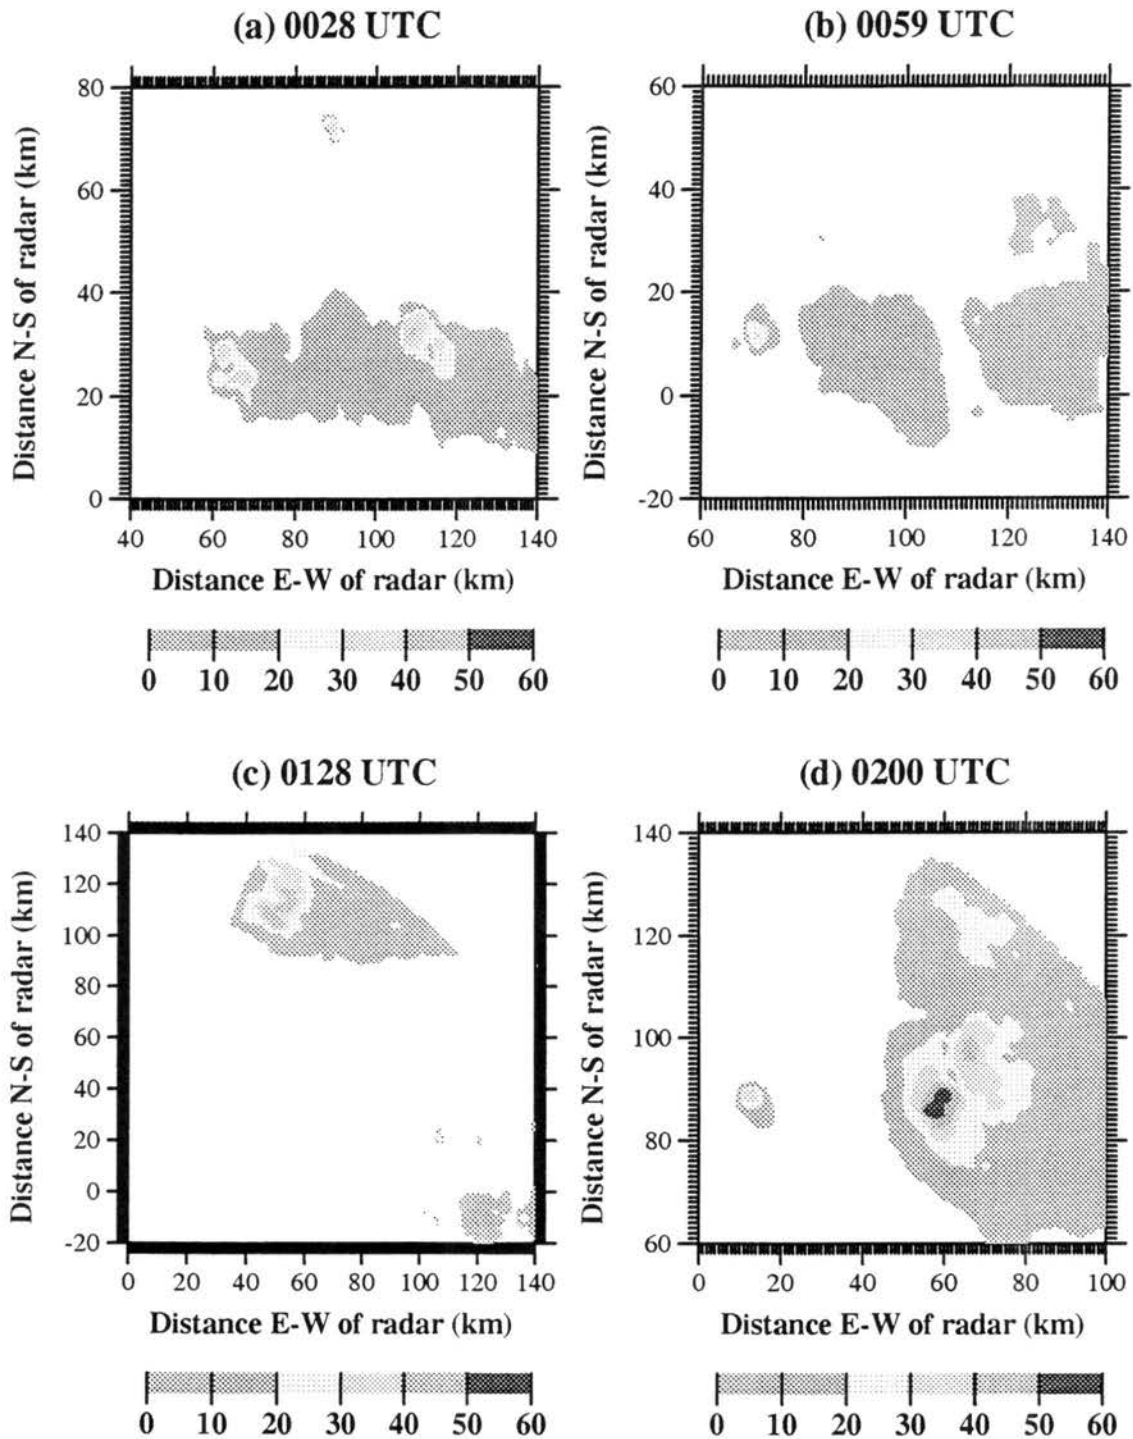 (a) 0028 UTC
80
60
40
20
0
Distance N-S of radar (km)
40 60 80 100 120 140
Distance E-W of radar (km)
0 10 20 30 40 50 60
(b) 0059 UTC
60
40
20
0
-20
Distance N-S of radar (km)
60 80 100 120 140
Distance E-W of radar (km)
0 10 20 30 40 50 60
(c) 0128 UTC
140
120
100
80
60
40
20
0
-20
Distance N-S of radar (km)
0 20 40 60 80 100 120 140
Distance E-W of radar (km)
0 10 20 30 40 50 60
(d) 0200 UTC
140
120
100
80
60
Distance N-S of radar (km)
0 20 40 60 80 100
Distance E-W of radar (km)
0 10 20 30 40 50 60